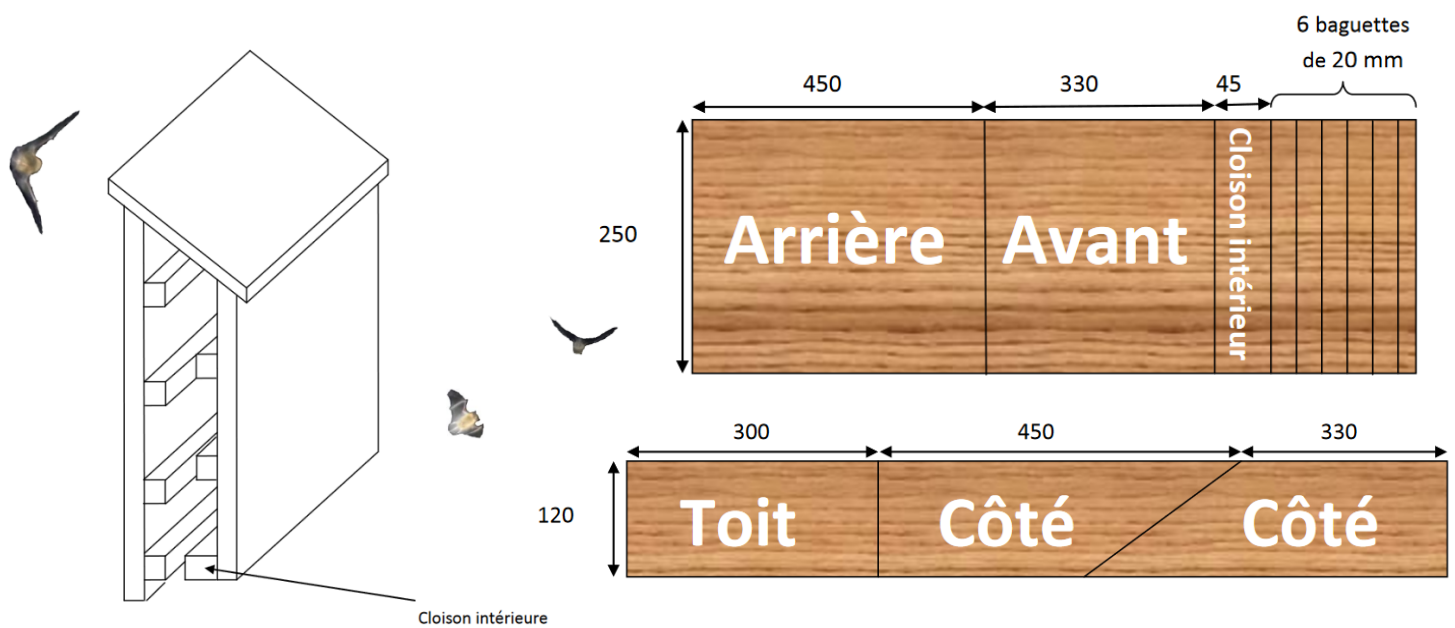 6 baguettes
de 20 mm
450
330
45
250
Arrière
Avant
Cloison intérieur
300
450
330
120
Toit
Côté
Côté
Cloison intérieure